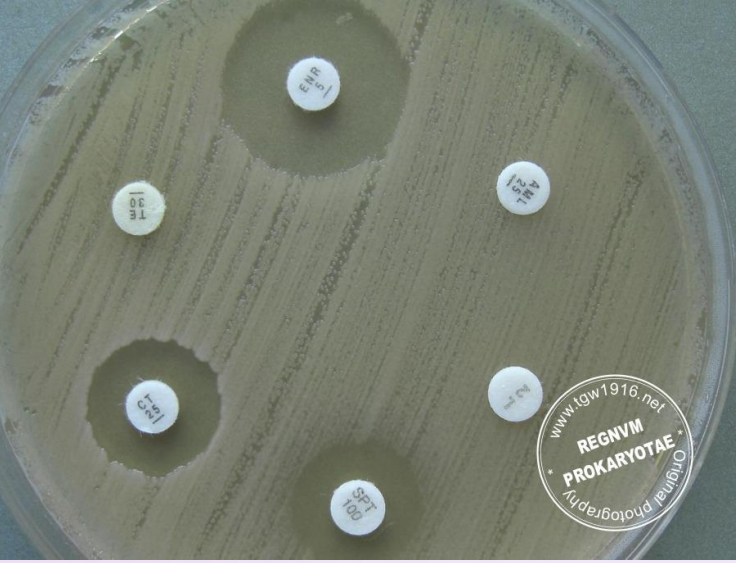 ENR
5
AML
25
TE
30
CT
25
SPT
100
www.tgw1916.net
REGNVM
PROKARYOTAE
* Original photography *